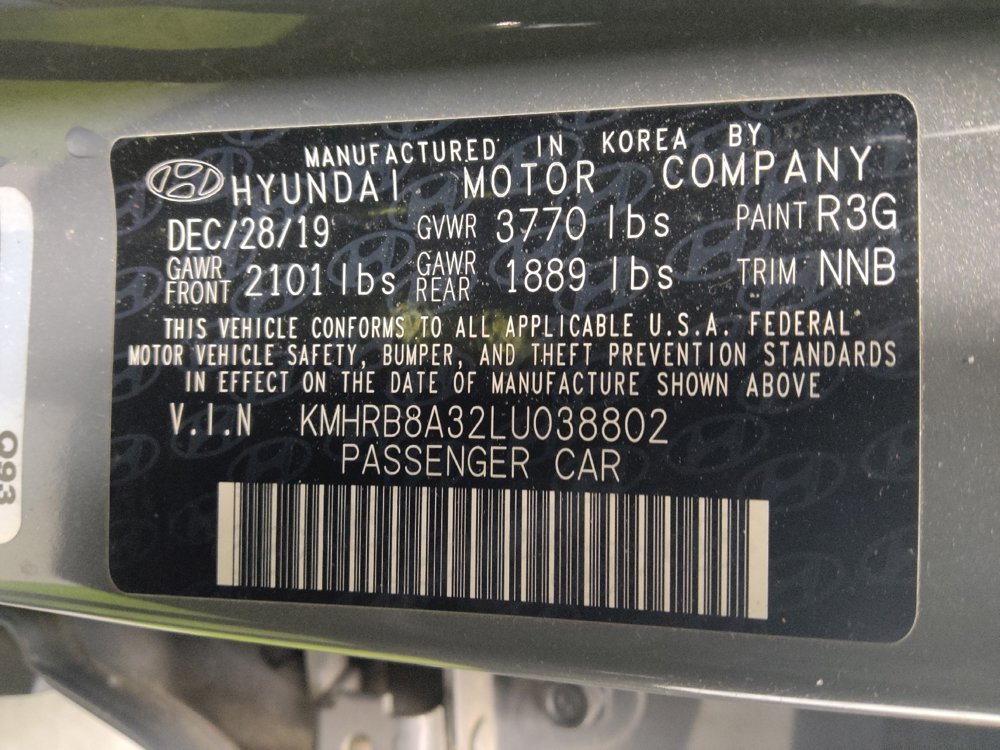 MANUFACTURED IN KOREA BY
HYUNDAI MOTOR COMPANY
DEC/28/19 GVWR 3770 lbs PAINT R3G
GAWR FRONT 2101 lbs GAWR REAR 1889 lbs TRIM NNB
THIS VEHICLE CONFORMS TO ALL APPLICABLE U.S.A. FEDERAL
MOTOR VEHICLE SAFETY, BUMPER, AND THEFT PREVENTION STANDARDS
IN EFFECT ON THE DATE OF MANUFACTURE SHOWN ABOVE
V.I.N KMHRB8A32LU038802
PASSENGER CAR
Q93